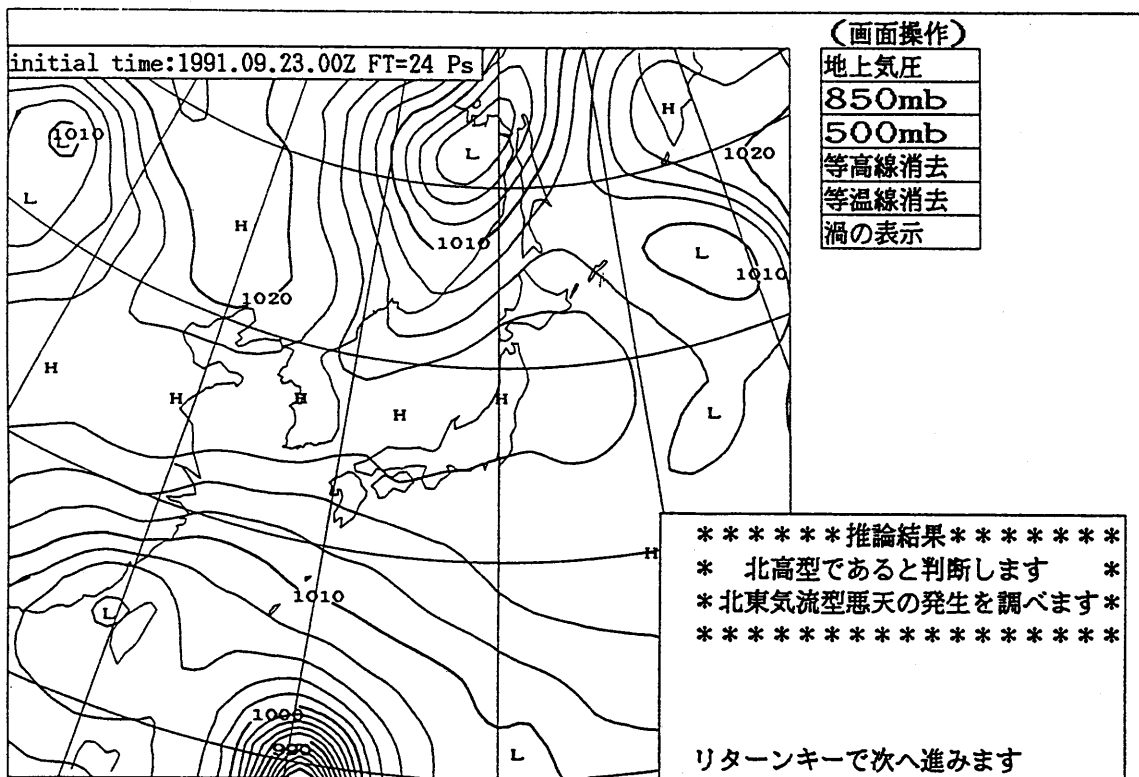 initial time:1991.09.23.00Z FT=24 Ps
(画面操作)
地上気圧
850mb
500mb
等高線消去
等温線消去
渦の表示
1010
L
H
L
H
1020
L
H
1010
L
1010
1020
H
H
H
H
H
L
L
H
1010
L
1000
990
L
******推論結果*******
* 北高型であると判断します *
*北東気流型悪天の発生を調べます*
*****************
リターンキーで次へ進みます